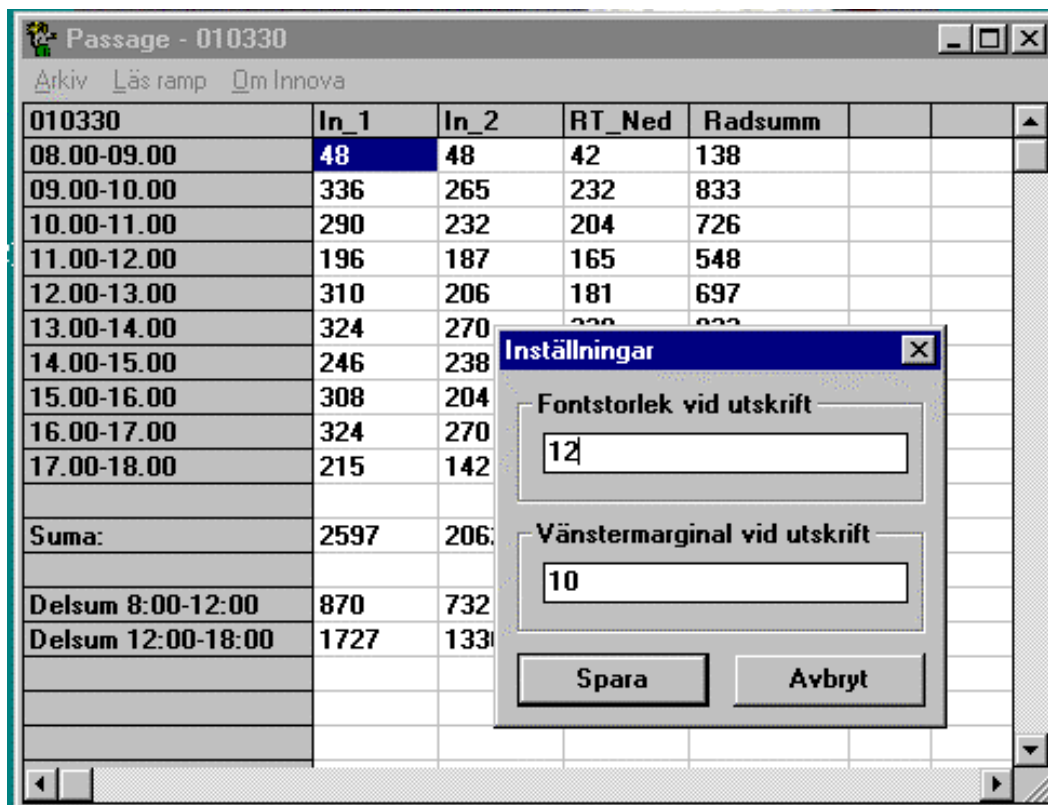 Passage - 010330
Arkiv Läs ramp Om Innova
010330 In_1 In_2 RT_Ned Radsumm
08.00-09.00 48 48 42 138
09.00-10.00 336 265 232 833
10.00-11.00 290 232 204 726
11.00-12.00 196 187 165 548
12.00-13.00 310 206 181 697
13.00-14.00 324 270
14.00-15.00 246 238
15.00-16.00 308 204
16.00-17.00 324 270
17.00-18.00 215 142
Suma: 2597
Delsum 8:00-12:00 870 732
Delsum 12:00-18:00 1727
Inställningar
Fontstorlek vid utskrift
12
Vänstermarginal vid utskrift
10
Spara Avbryt